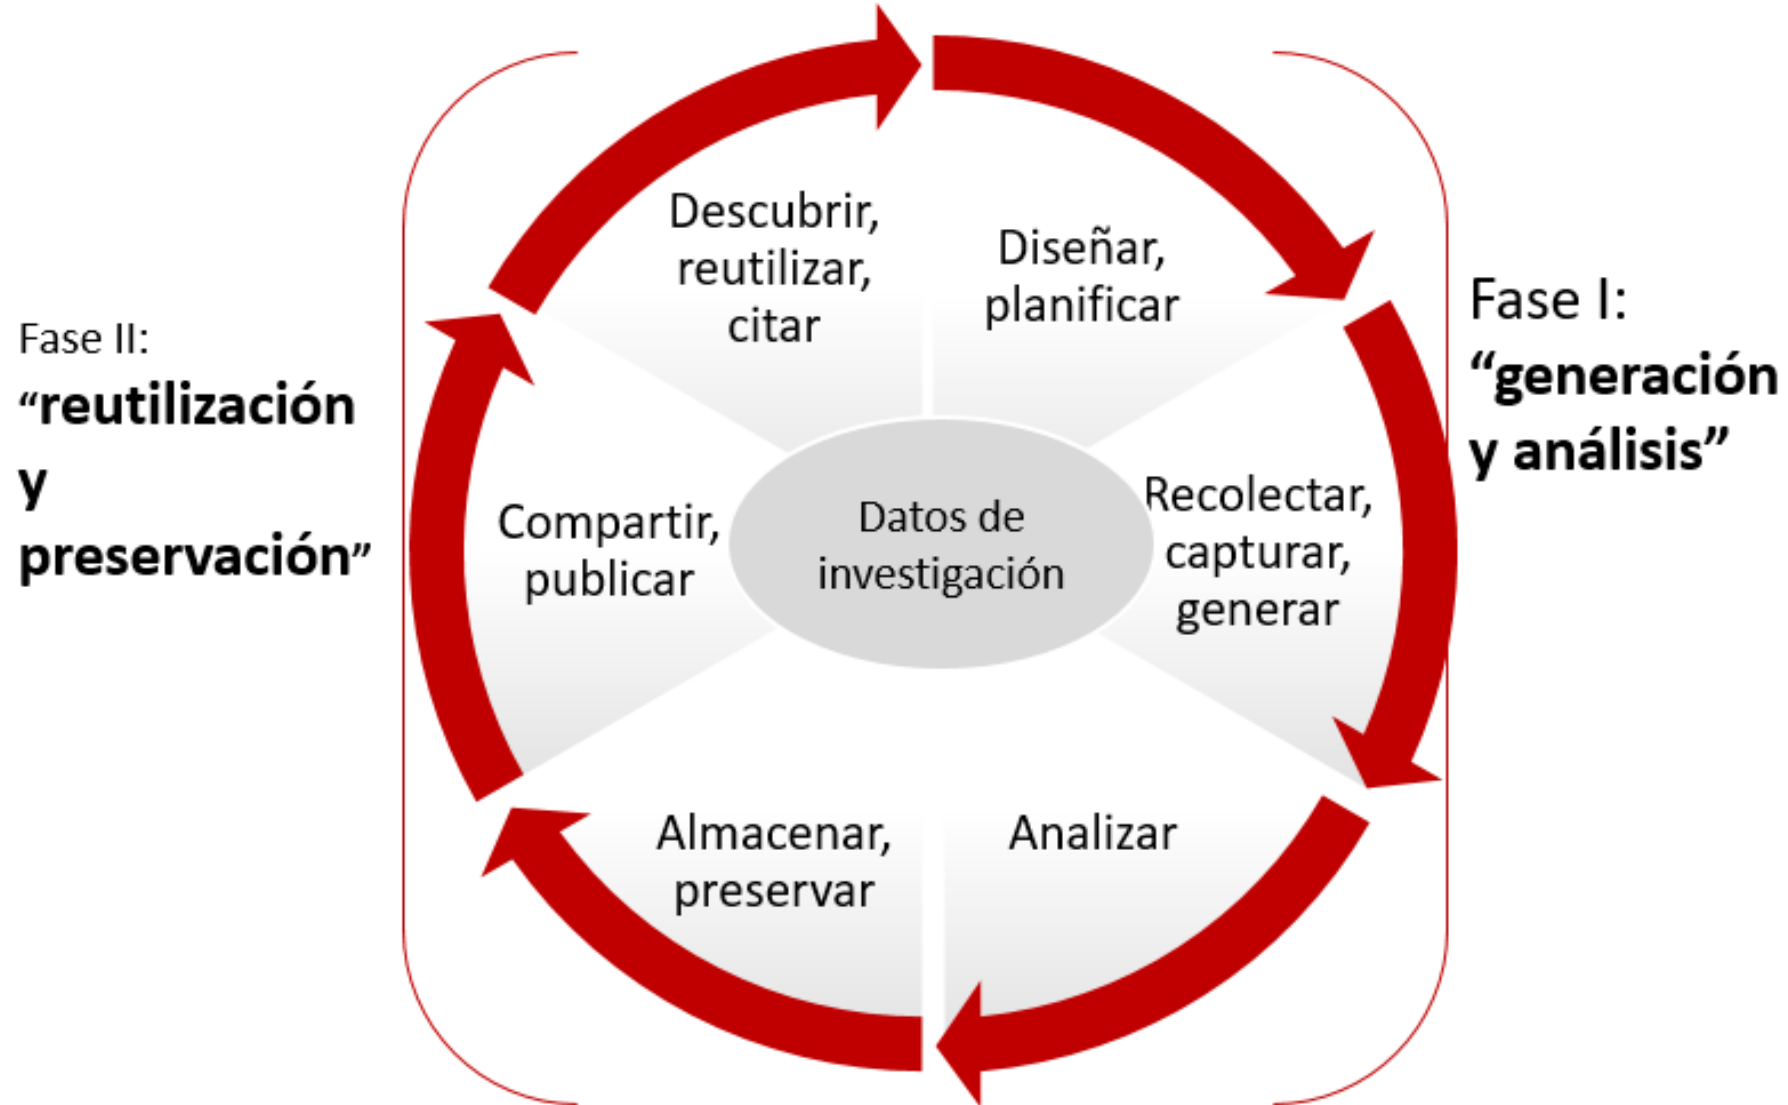 Descubrir,
reutilizar,
citar
Diseñar,
planificar
Fase I:
“generación
y análisis”
Fase II:
“reutilización
y
preservación”
Compartir,
publicar
Datos de
investigación
Recolectar,
capturar,
generar
Almacenar,
preservar
Analizar